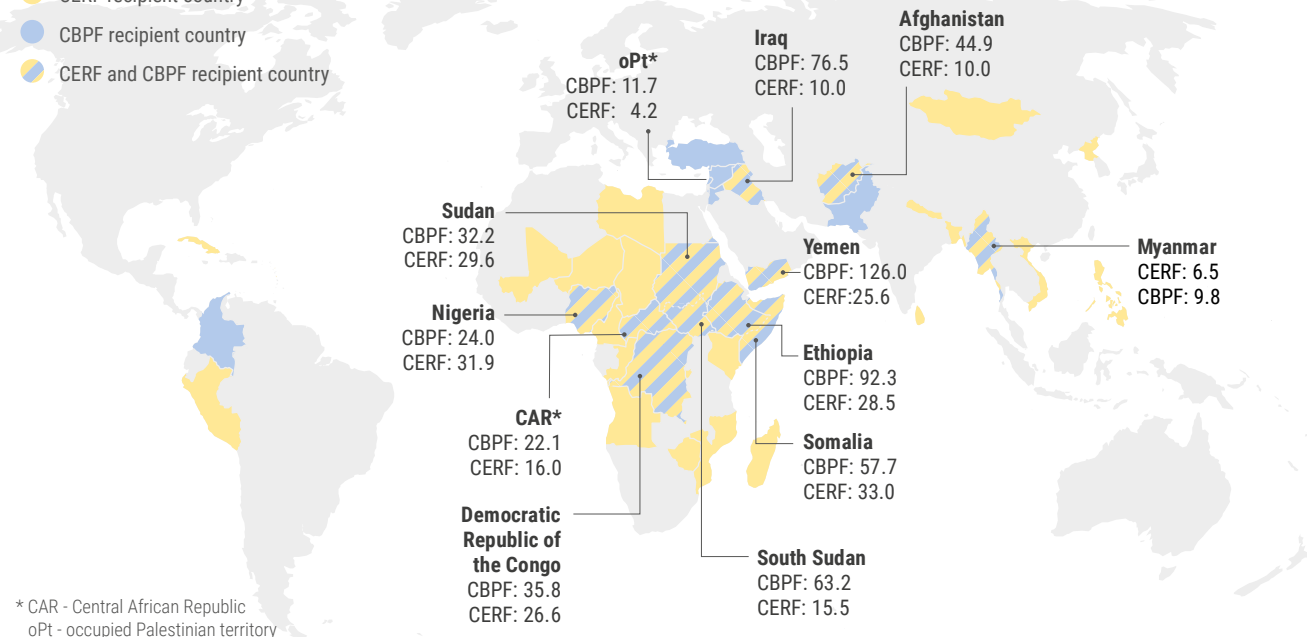 CERF recipient country
CBPF recipient country
CERF and CBPF recipient country
oPt*
CBPF: 11.7
CERF: 4.2
Iraq
CBPF: 76.5
CERF: 10.0
Afghanistan
CBPF: 44.9
CERF: 10.0
Sudan
CBPF: 32.2
CERF: 29.6
Nigeria
CBPF: 24.0
CERF: 31.9
CAR*
CBPF: 22.1
CERF: 16.0
Democratic
Republic of
the Congo
CBPF: 35.8
CERF: 26.6
Yemen
CBPF: 126.0
CERF:25.6
Myanmar
CERF: 6.5
CBPF: 9.8
Ethiopia
CBPF: 92.3
CERF: 28.5
Somalia
CBPF: 57.7
CERF: 33.0
South Sudan
CBPF: 63.2
CERF: 15.5
* CAR - Central African Republic
oPt - occupied Palestinian territory